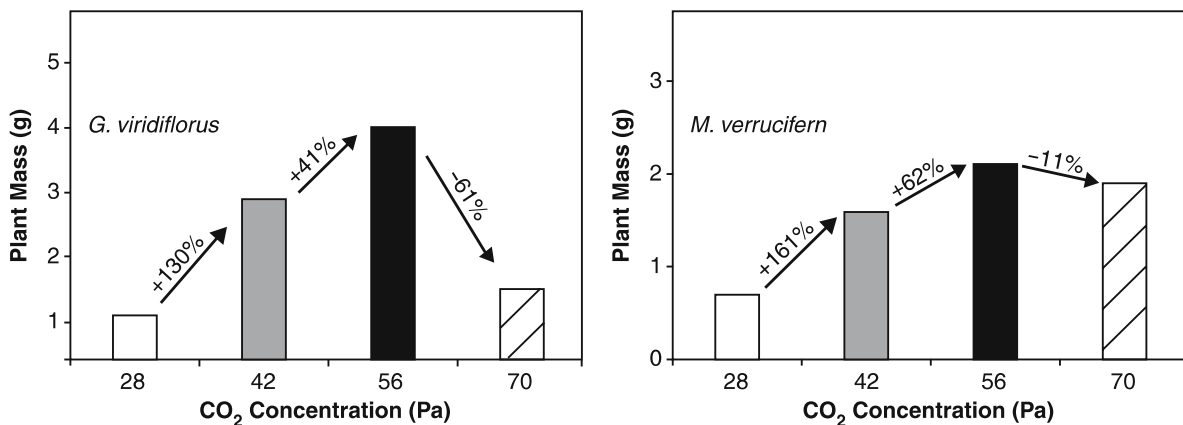 Plant Mass (g)
5
4
3
2
1
G. viridiflorus
+130%
+41%
−61%
28 42 56 70
CO2 Concentration (Pa)
Plant Mass (g)
3
2
1
0
M. verrucifern
+161%
+62%
−11%
28 42 56 70
CO2 Concentration (Pa)